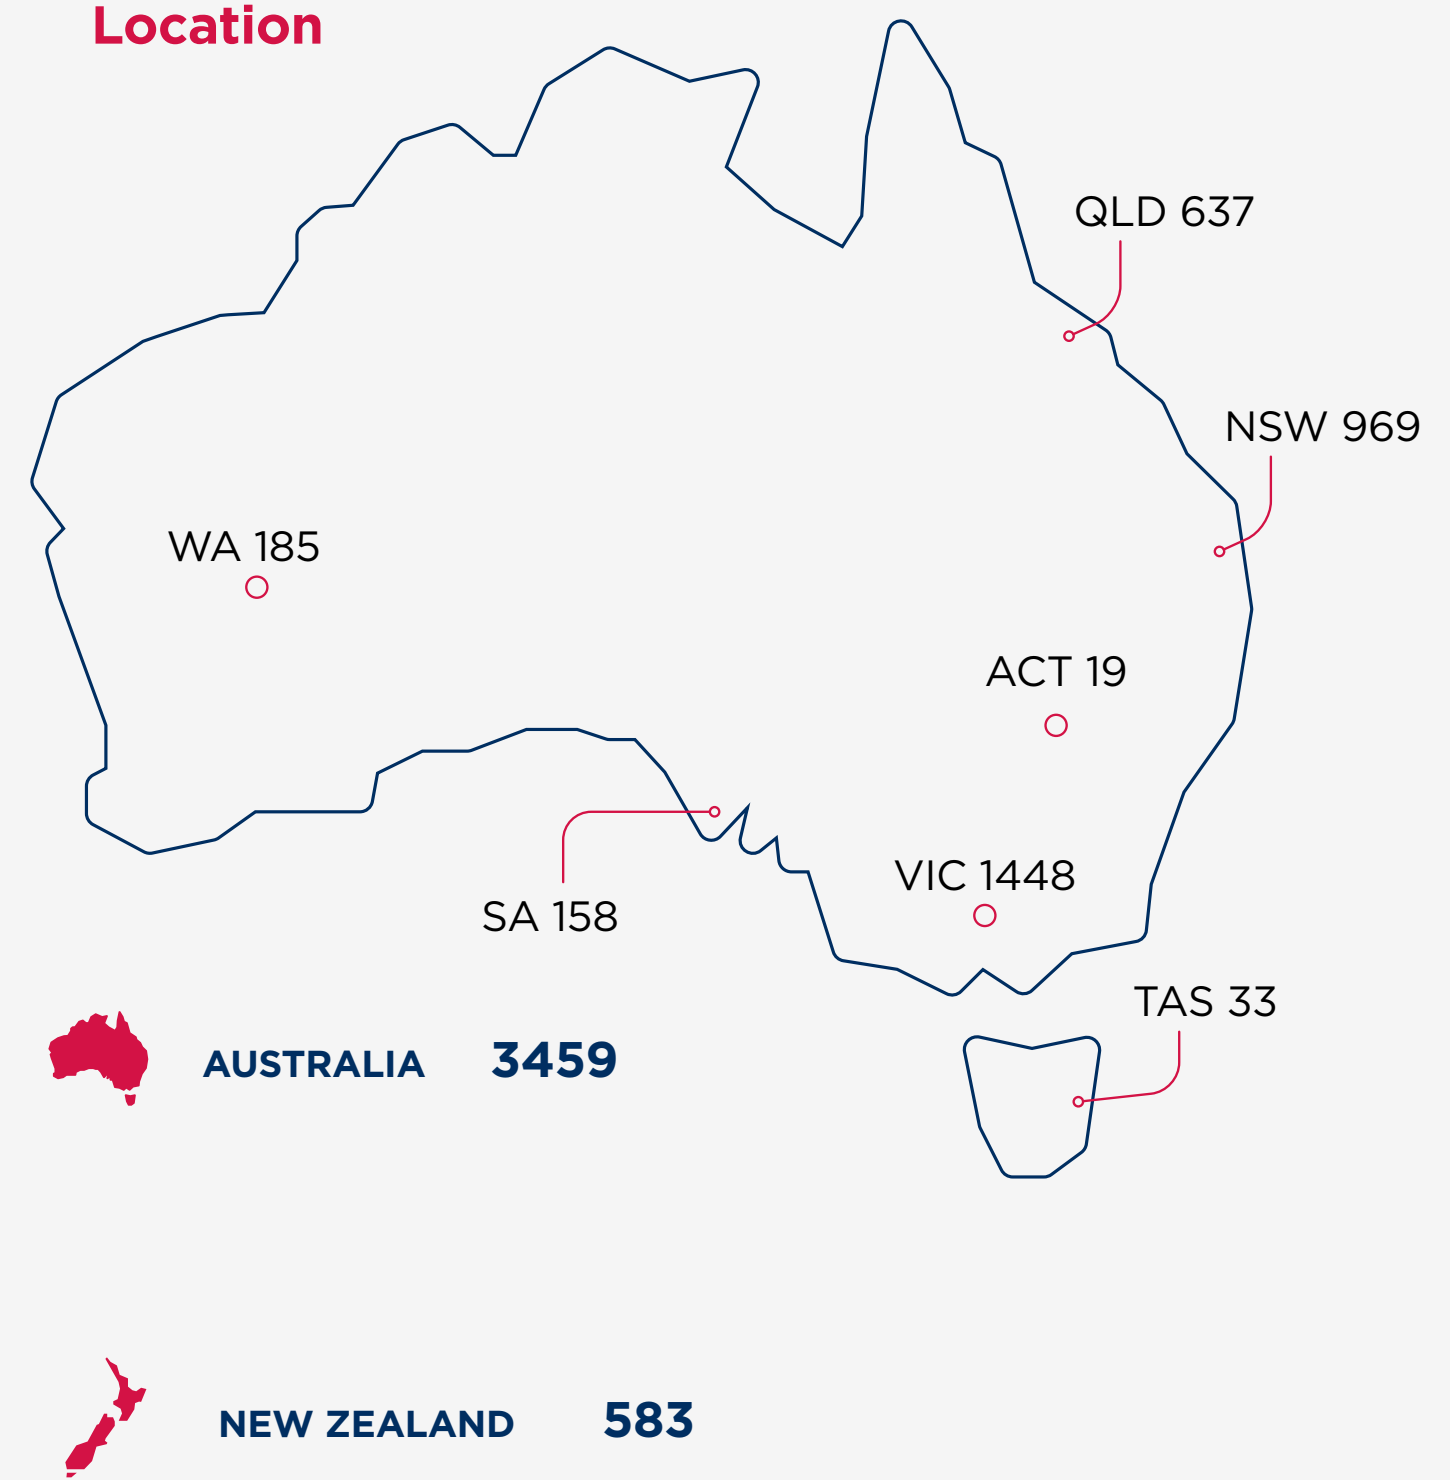 Location
QLD 637
NSW 969
WA 185
ACT 19
VIC 1448
SA 158
TAS 33
AUSTRALIA 3459
NEW ZEALAND 583